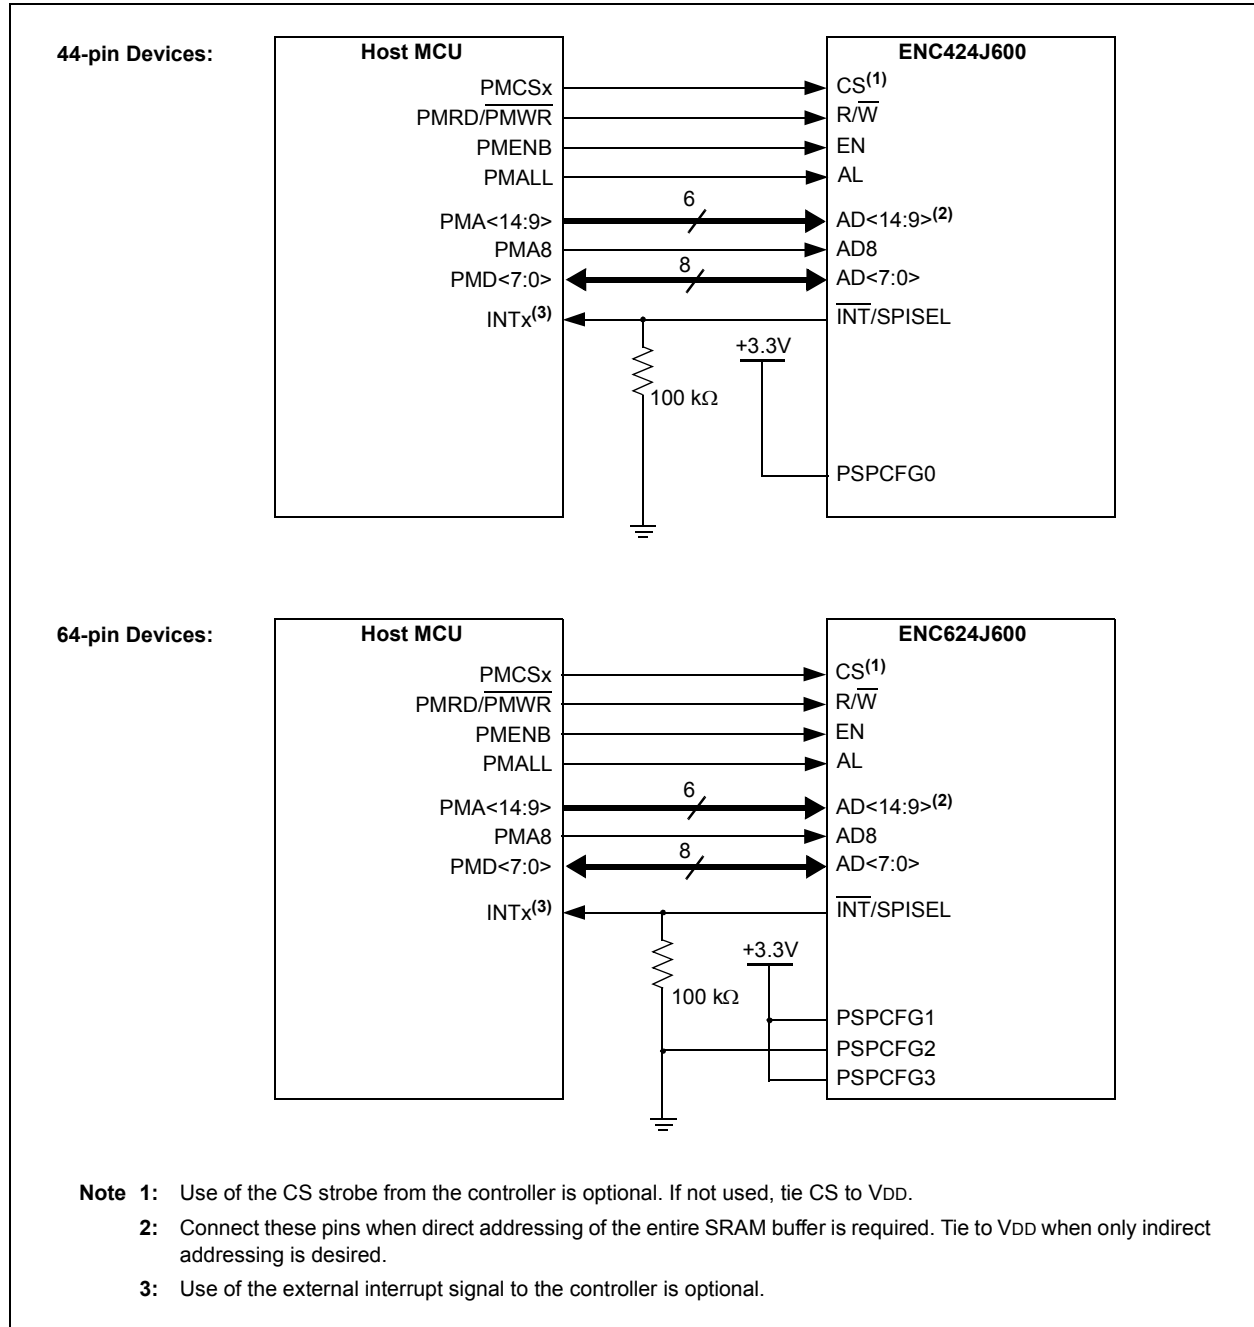 44-pin Devices:
Host MCU
ENC424J600
PMCSx
CS(1)
PMRD/PMWR
R/W
PMENB
EN
PMALL
AL
6
PMA<14:9>
AD<14:9>(2)
PMA8
AD8
8
PMD<7:0>
AD<7:0>
INTx(3)
INT/SPISEL
+3.3V
100 kΩ
PSPCFG0
64-pin Devices:
Host MCU
ENC624J600
PMCSx
CS(1)
PMRD/PMWR
R/W
PMENB
EN
PMALL
AL
6
PMA<14:9>
AD<14:9>(2)
PMA8
AD8
8
PMD<7:0>
AD<7:0>
INTx(3)
INT/SPISEL
+3.3V
100 kΩ
PSPCFG1
PSPCFG2
PSPCFG3
Note 1: Use of the CS strobe from the controller is optional. If not used, tie CS to VDD.
2: Connect these pins when direct addressing of the entire SRAM buffer is required. Tie to VDD when only indirect
addressing is desired.
3: Use of the external interrupt signal to the controller is optional.